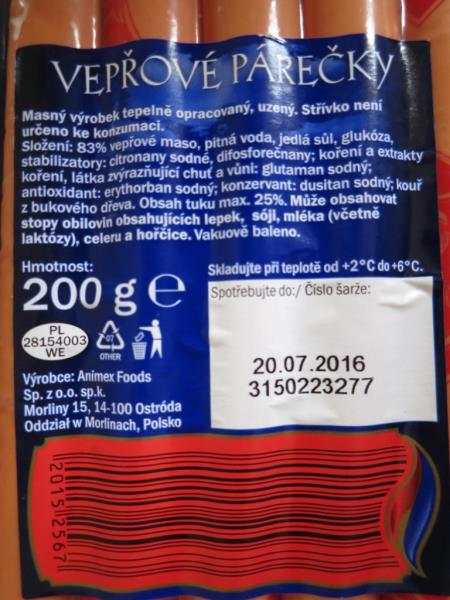 VEPŘOVÉ PÁREČKY
Masný výrobek tepelně opracovaný, uzený. Střívko není
určeno ke konzumaci.
Složení: 83% vepřové maso, pitná voda, jedlá sůl, glukóza,
stabilizatory: citronany sodné, difosforečnany; koření a extrakty
koření, látka zvýrazňující chuť a vůni: glutaman sodný;
antioxidant: erythorban sodný; konzervant: dusitan sodný; kouř
z bukového dřeva. Obsah tuku max. 25%. Může obsahovat
stopy obilovin obsahujících lepek, sóji, mléka (včetně
laktózy), celeru a hořčice. Vakuově baleno.
Hmotnost:
200 g e
Skladujte při teplotě od +2°C do +6°C.
Spotřebujte do:/ Číslo šarže:
20.07.2016
3150223277
PL
28154003
WE
07
OTHER
Výrobce: Animex Foods
Sp. z o.o. sp.k.
Morliny 15, 14-100 Ostróda
Oddział w Morlinach, Polsko
20152567